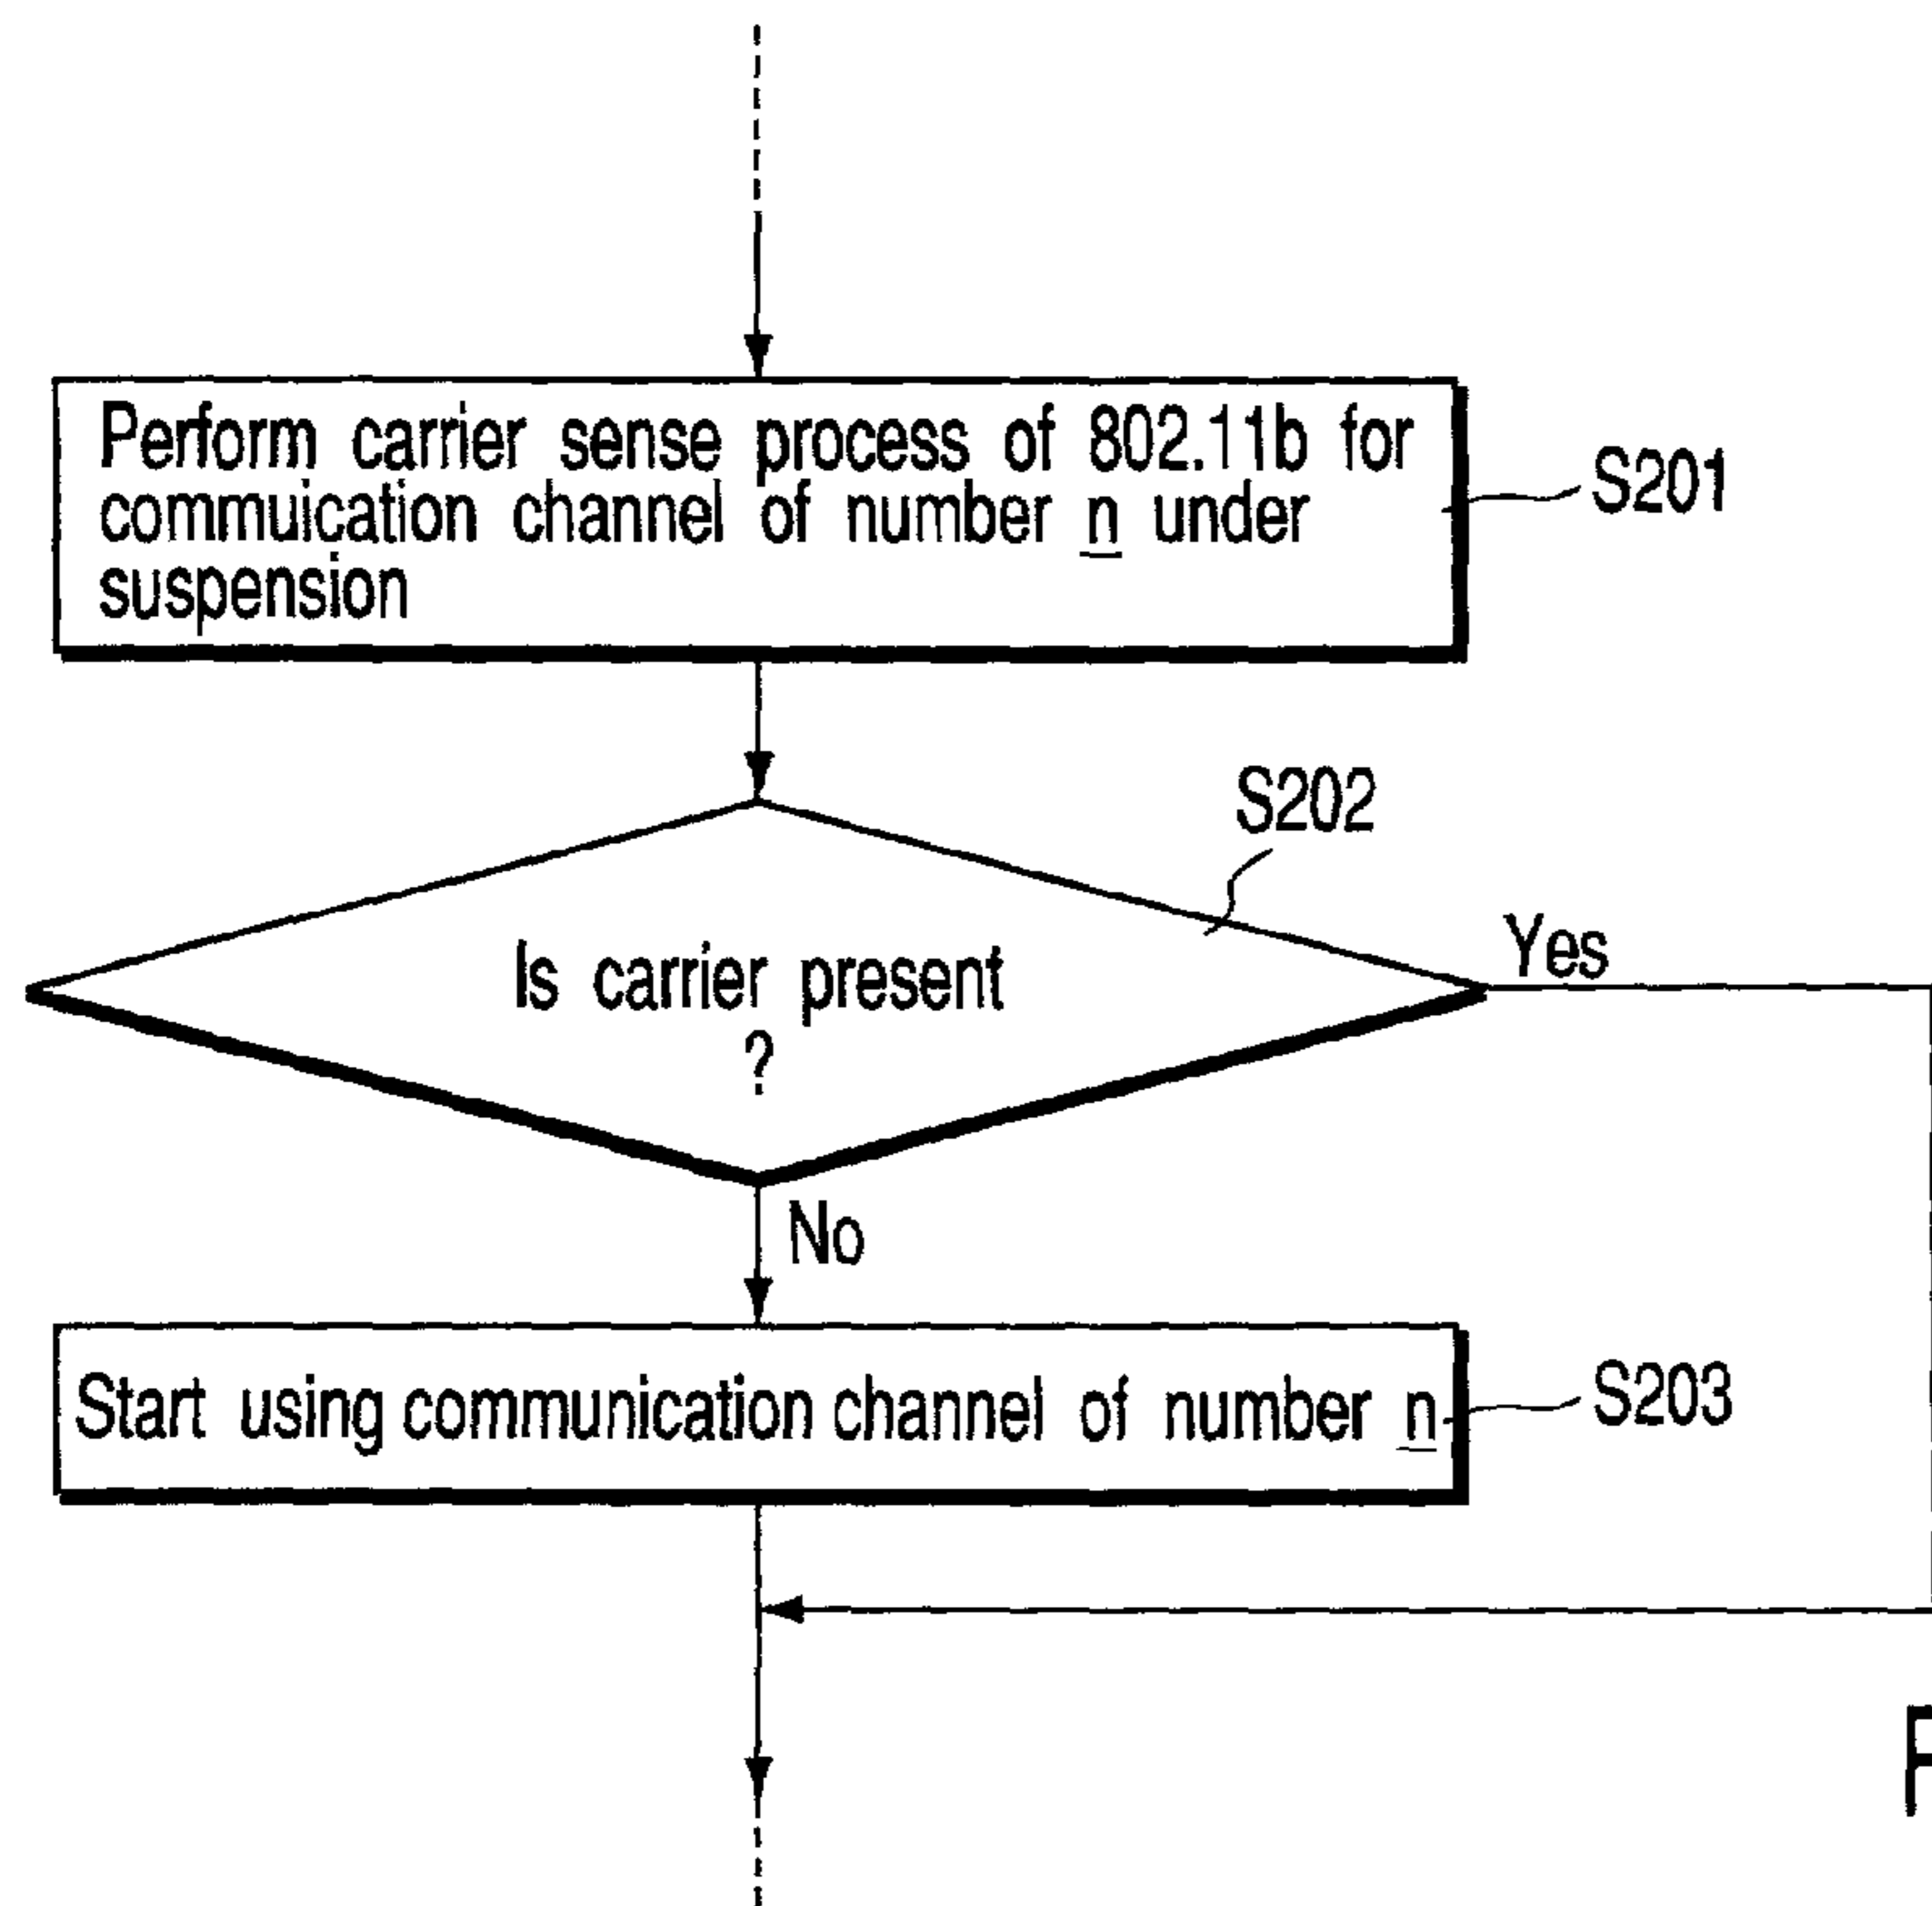 Perform carrier sense process of 802.11b for
commuication channel of number n under
suspension
S201
S202
Is carrier present
?
Yes
No
Start using communication channel of number n
S203
F